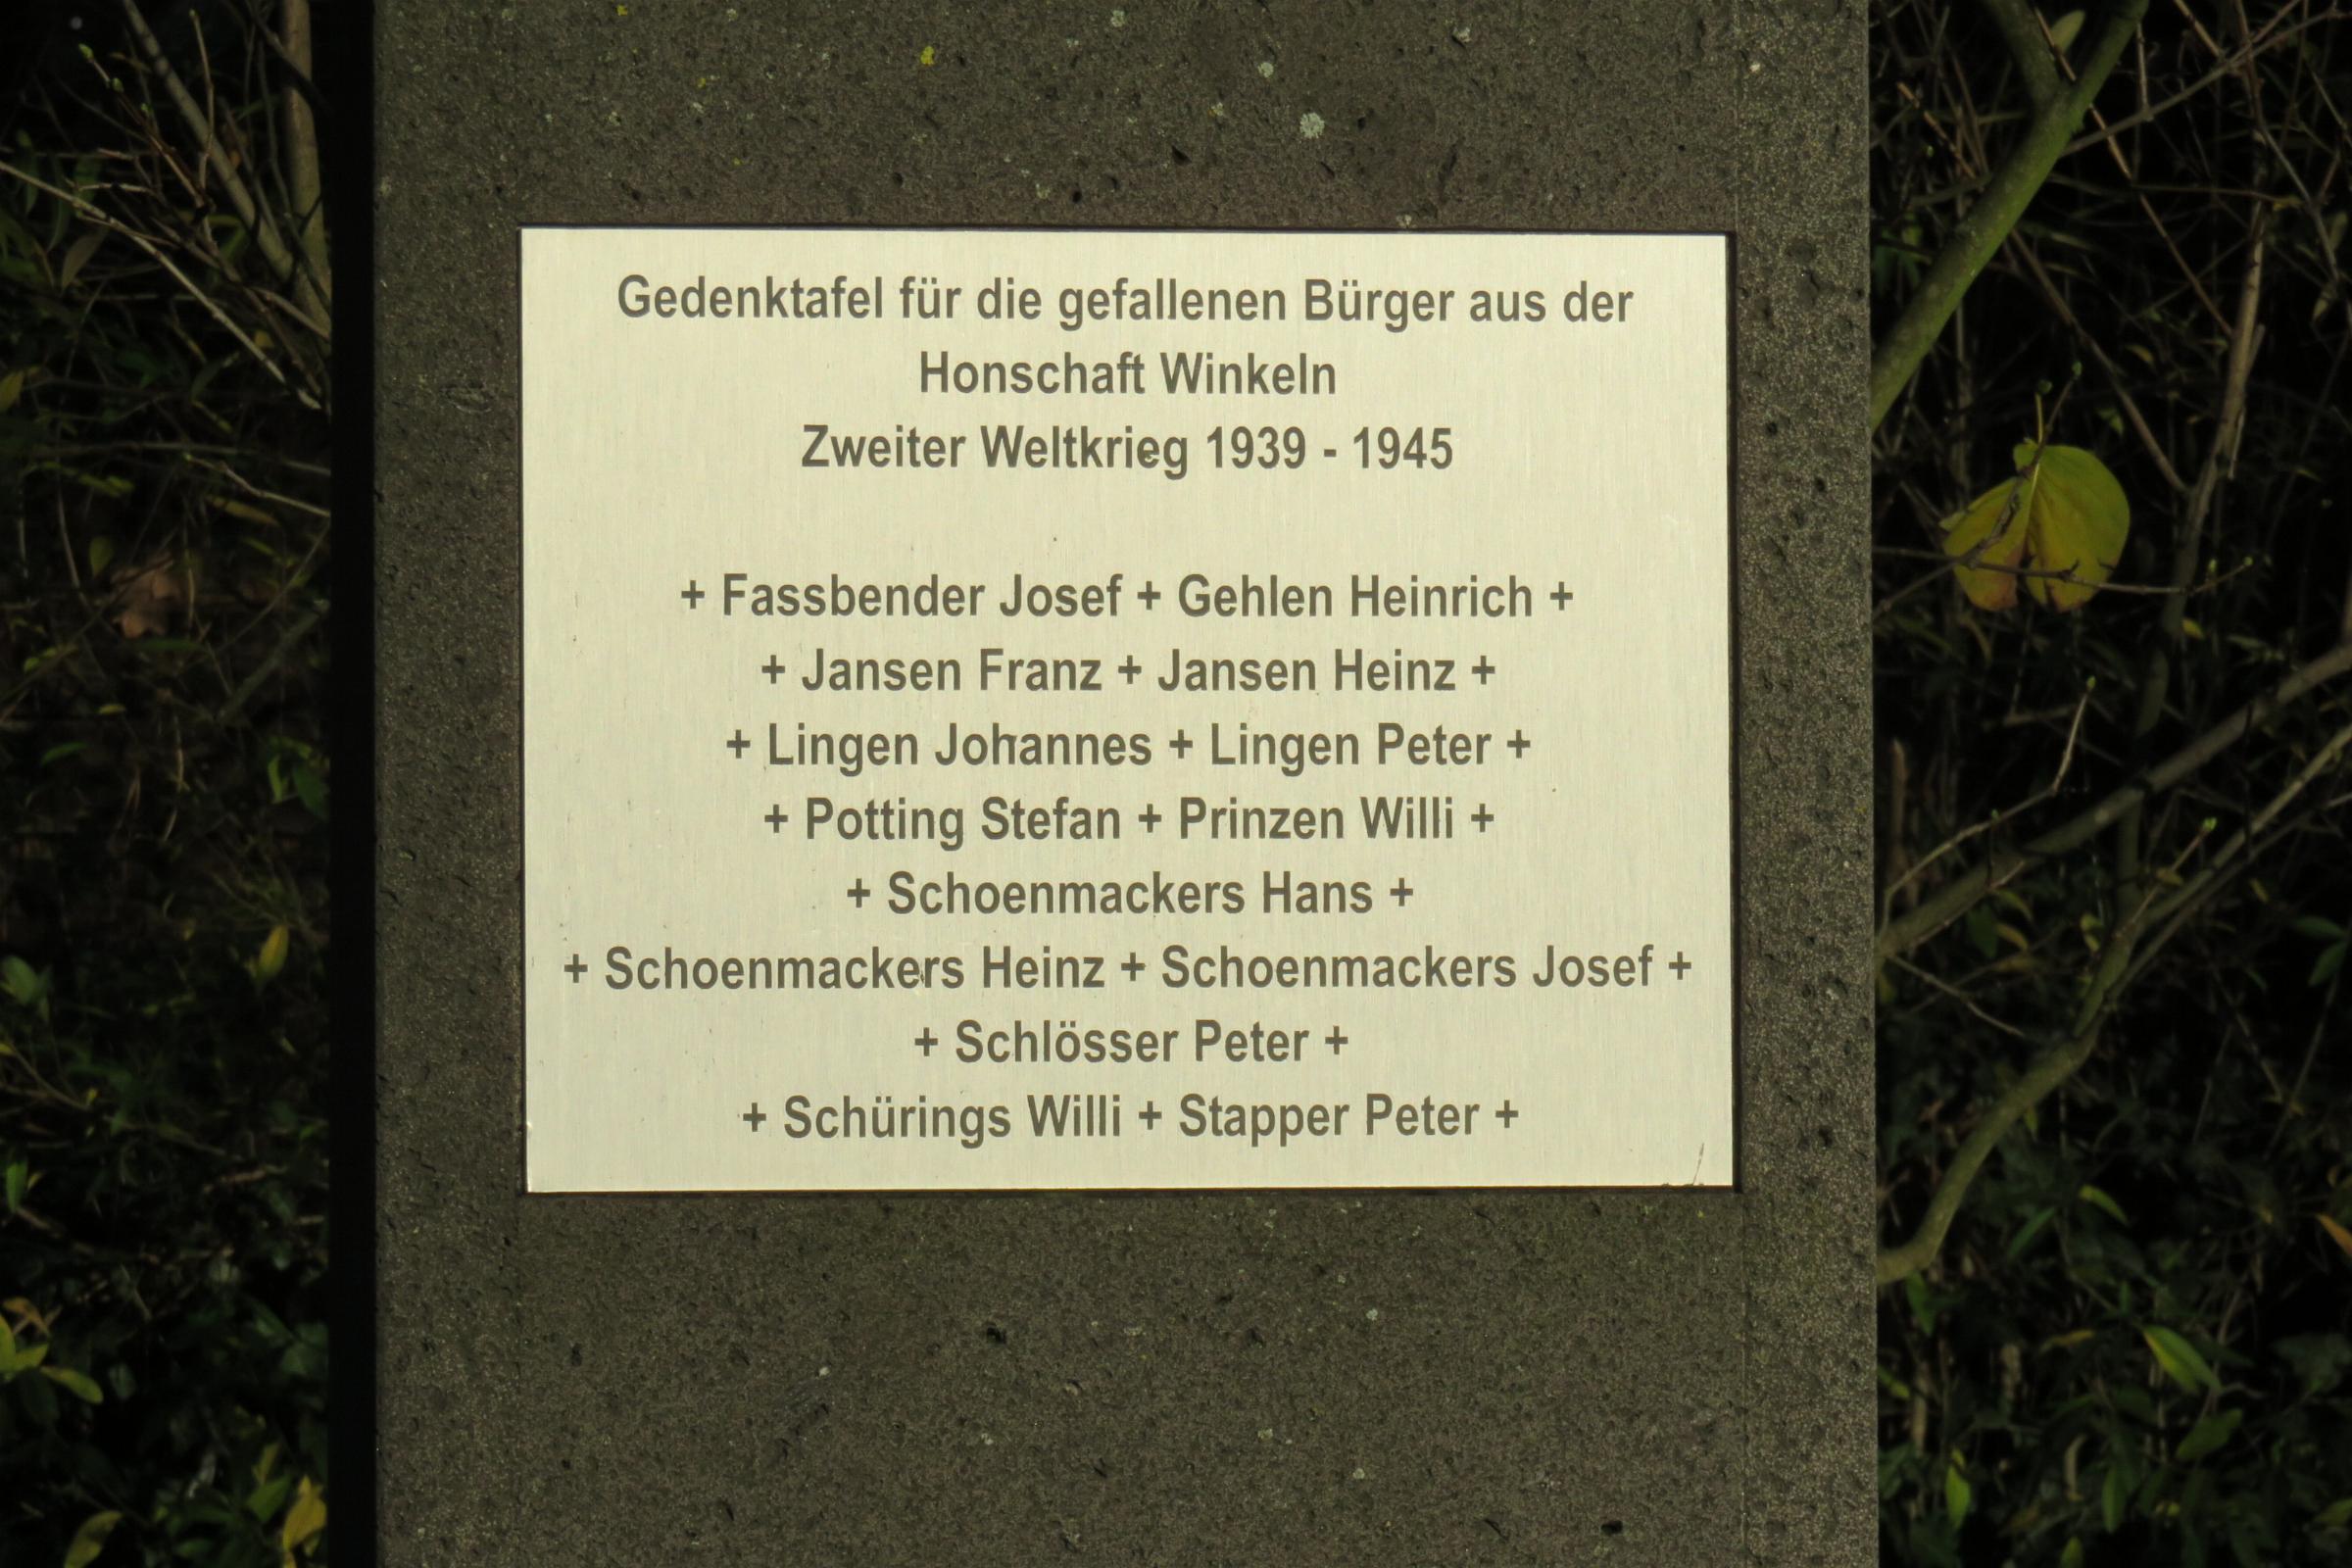 Gedenktafel für die gefallenen Bürger aus der
Honschaft Winkeln
Zweiter Weltkrieg 1939 - 1945
+ Fassbender Josef + Gehlen Heinrich +
+ Jansen Franz + Jansen Heinz +
+ Lingen Johannes + Lingen Peter +
+ Potting Stefan + Prinzen Willi +
+ Schoenmackers Hans +
+ Schoenmackers Heinz + Schoenmackers Josef +
+ Schlösser Peter +
+ Schürings Willi + Stapper Peter +